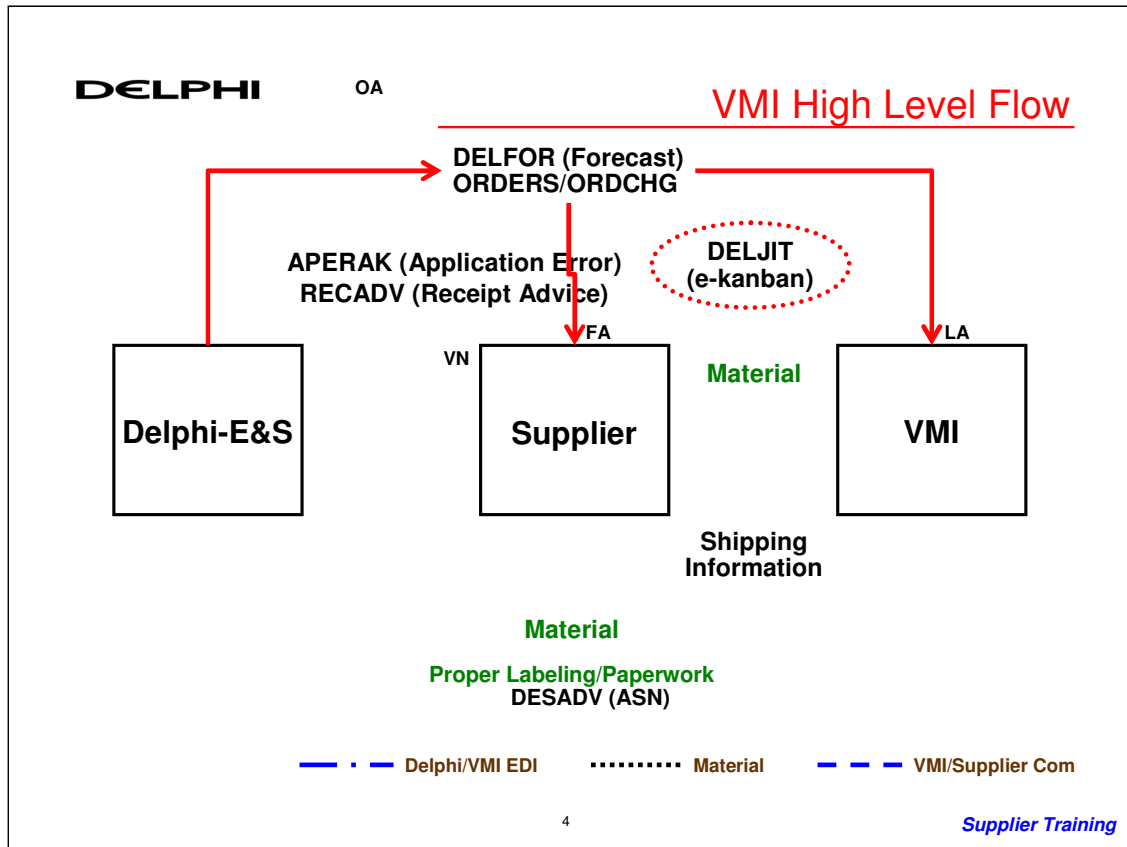 DELPHI
OA
VMI High Level Flow
DELFOR (Forecast)
ORDERS/ORDCHG
APERAK (Application Error)
RECADV (Receipt Advice)
DELJIT
(e-kanban)
FA
LA
VN
Material
Delphi-E&S
Supplier
VMI
Shipping
Information
Material
Proper Labeling/Paperwork
DESADV (ASN)
Delphi/VMI EDI
Material
VMI/Supplier Com
4
Supplier Training